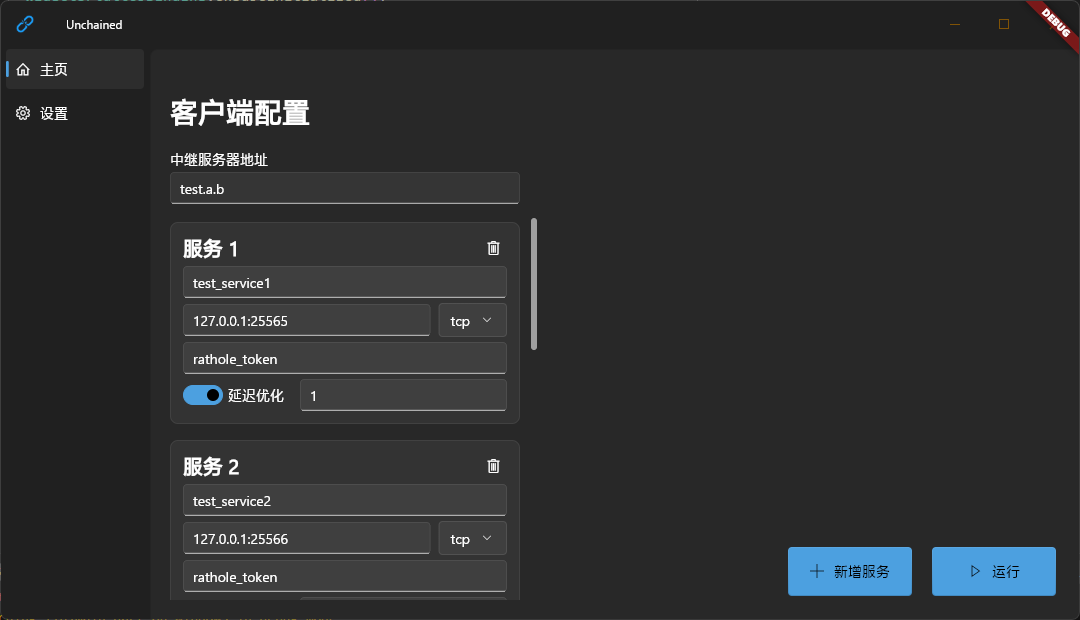 Unchained
DEBUG
主页
设置
客户端配置
中继服务器地址
test.a.b
服务 1
test_service1
127.0.0.1:25565
tcp
rathole_token
延迟优化
1
服务 2
test_service2
127.0.0.1:25566
tcp
rathole_token
新增服务
运行